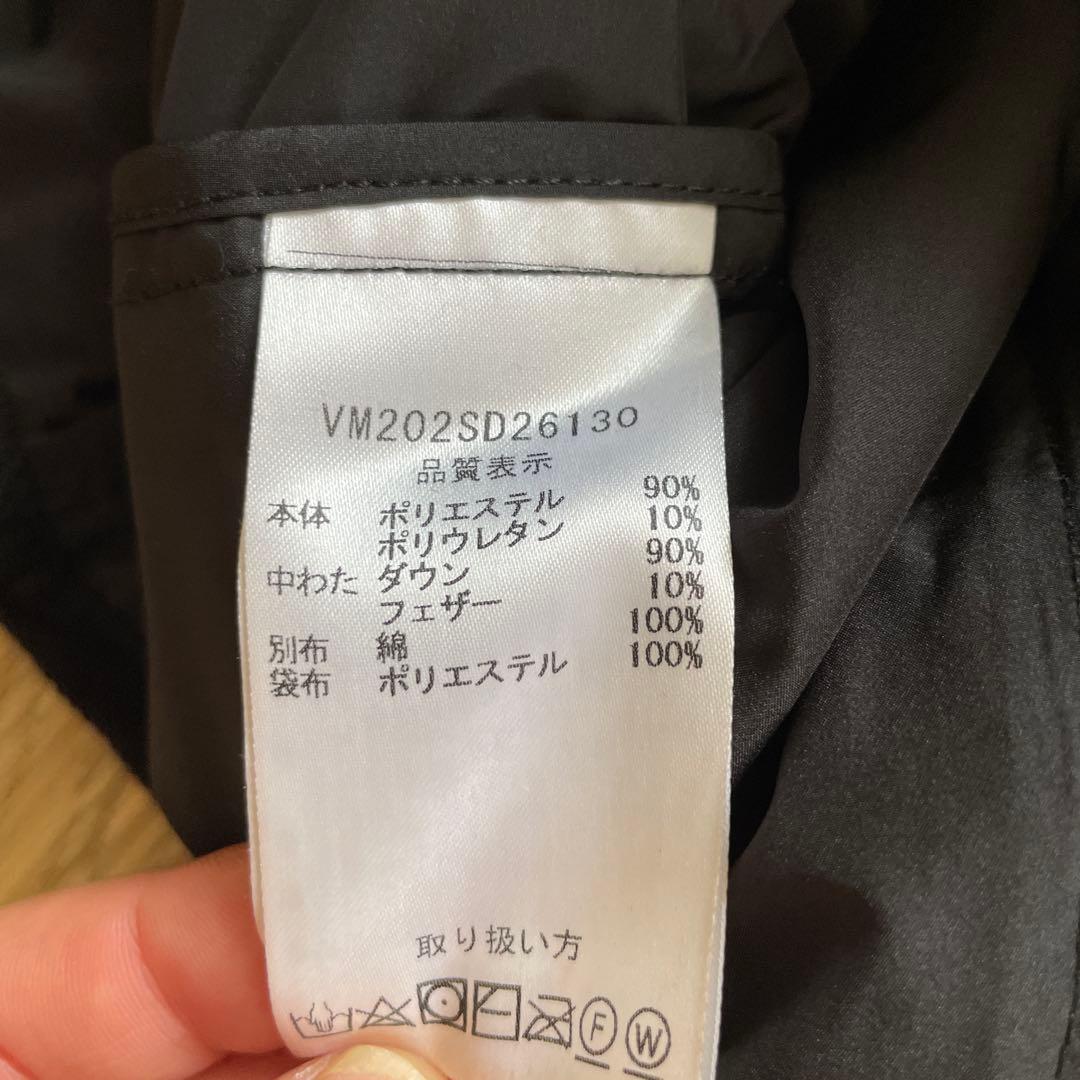 VM202SD26130
品質表示
本体 ポリエステル 90%
ポリウレタン 10%
中わた ダウン 90%
フェザー 10%
別布 綿 100%
袋布 ポリエステル 100%
取り扱い方
F W